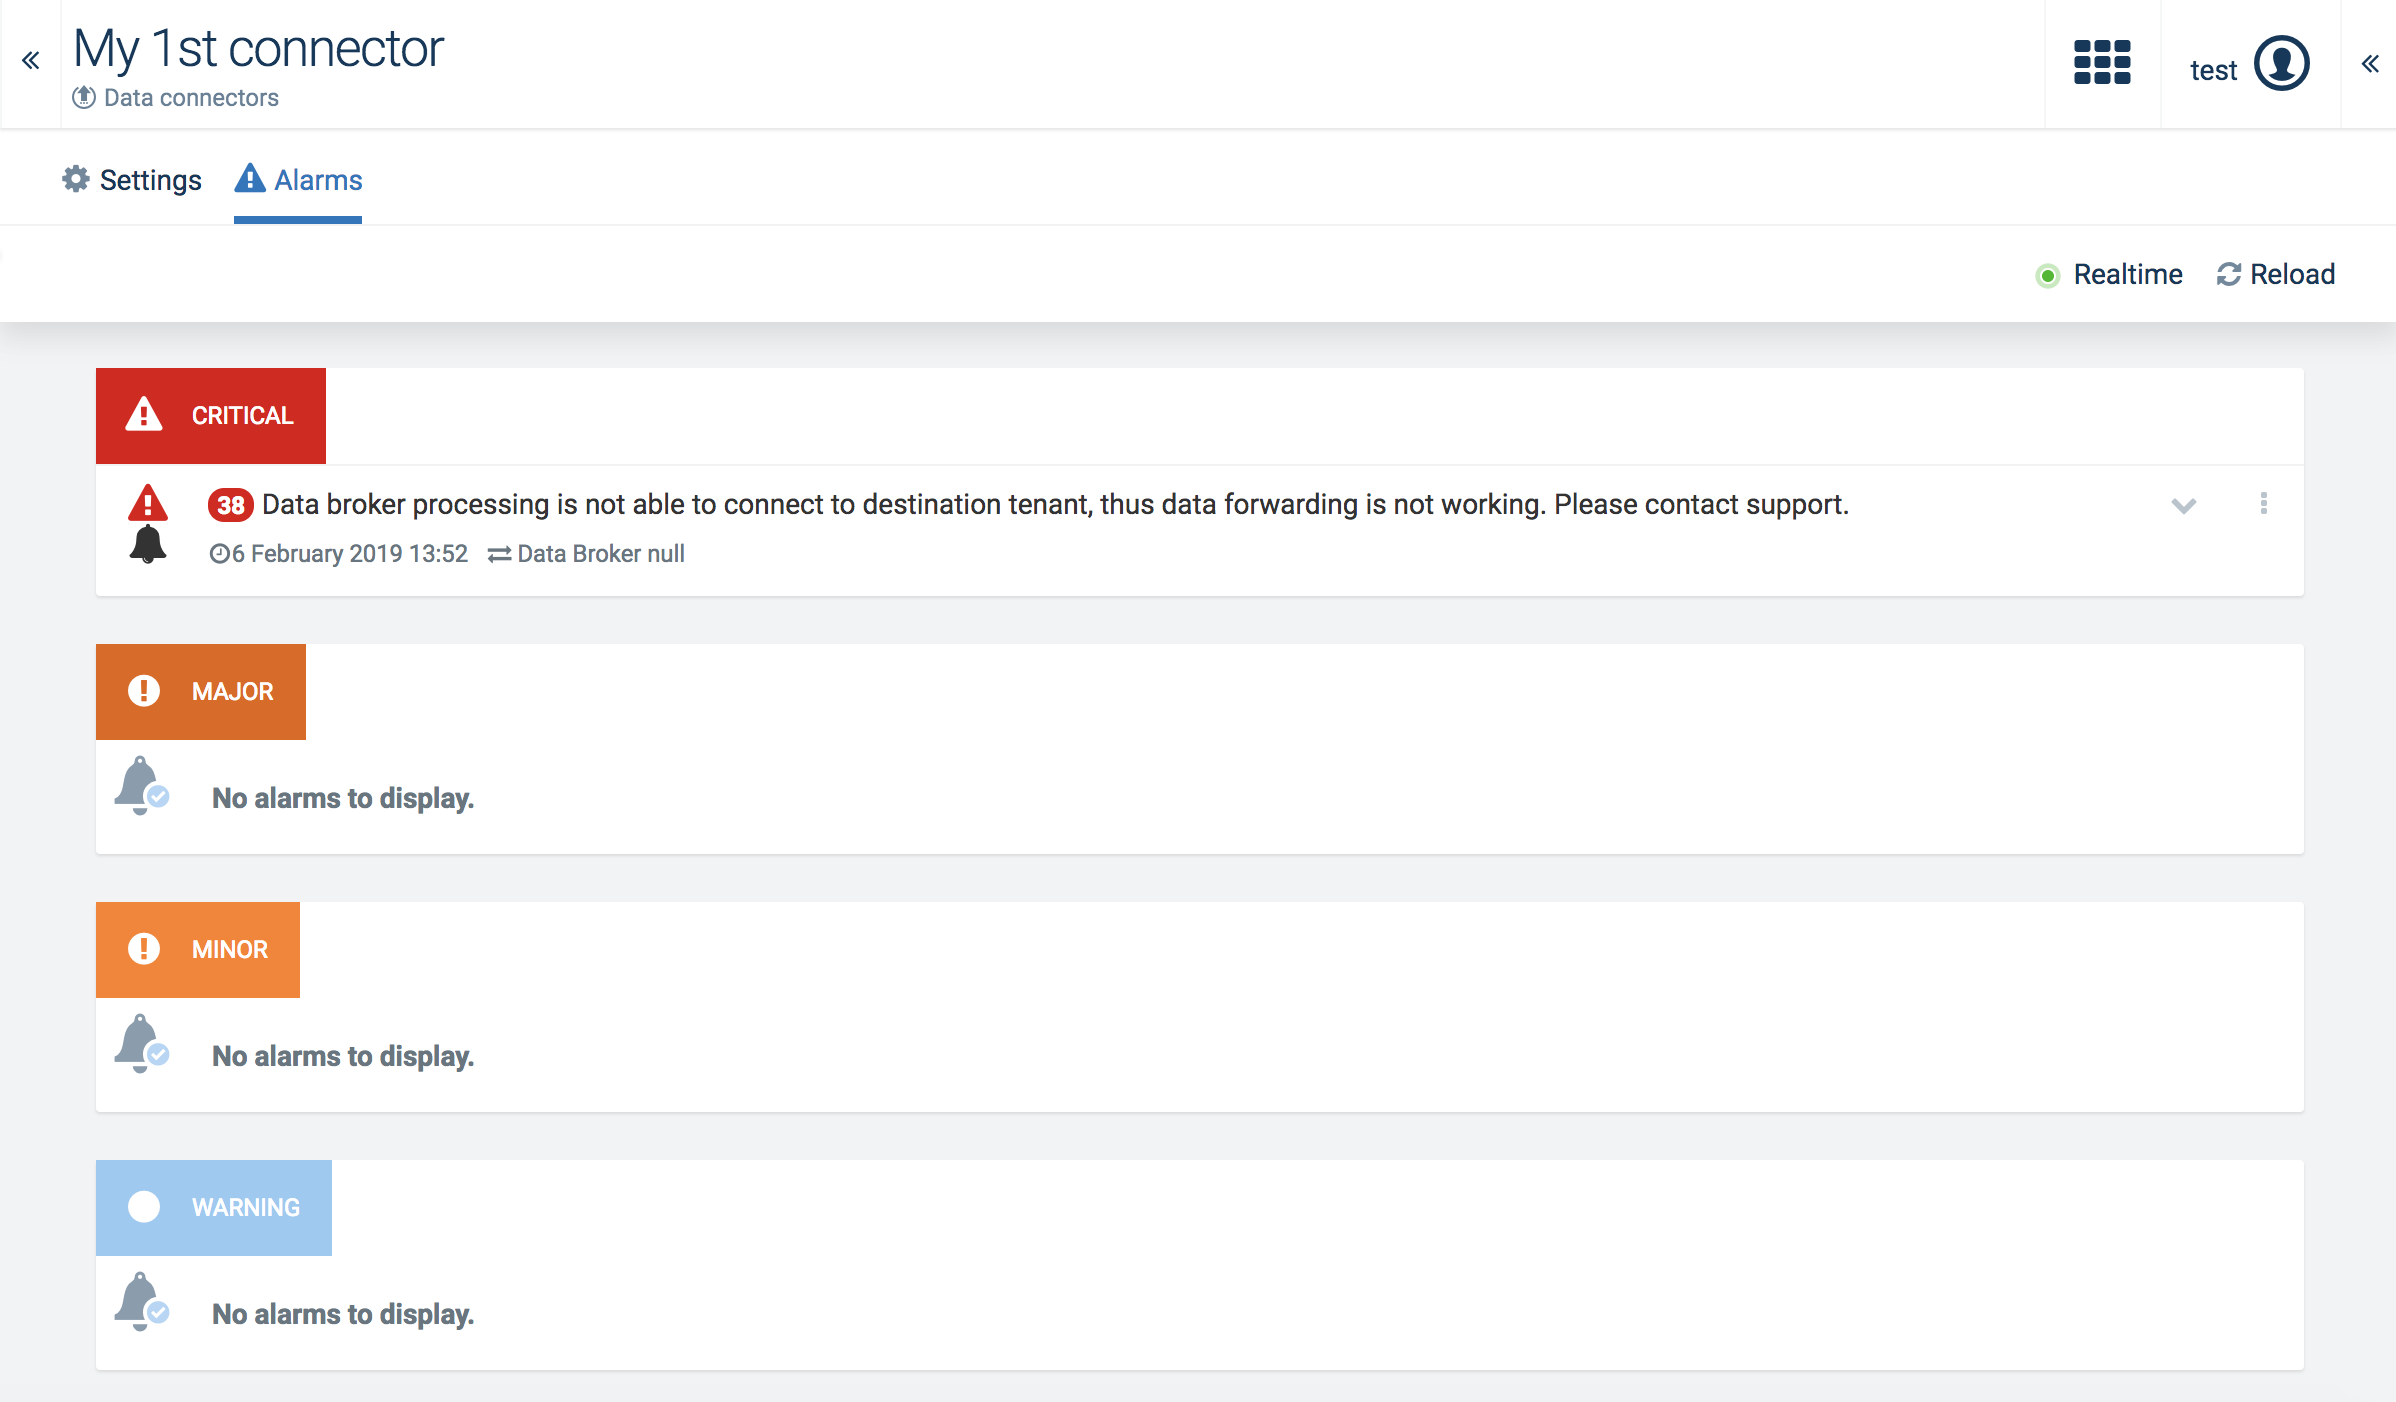 My 1st connector
Data connectors
test
Settings
Alarms
Realtime
Reload
CRITICAL
38 Data broker processing is not able to connect to destination tenant, thus data forwarding is not working. Please contact support.
6 February 2019 13:52 Data Broker null
MAJOR
No alarms to display.
MINOR
No alarms to display.
WARNING
No alarms to display.